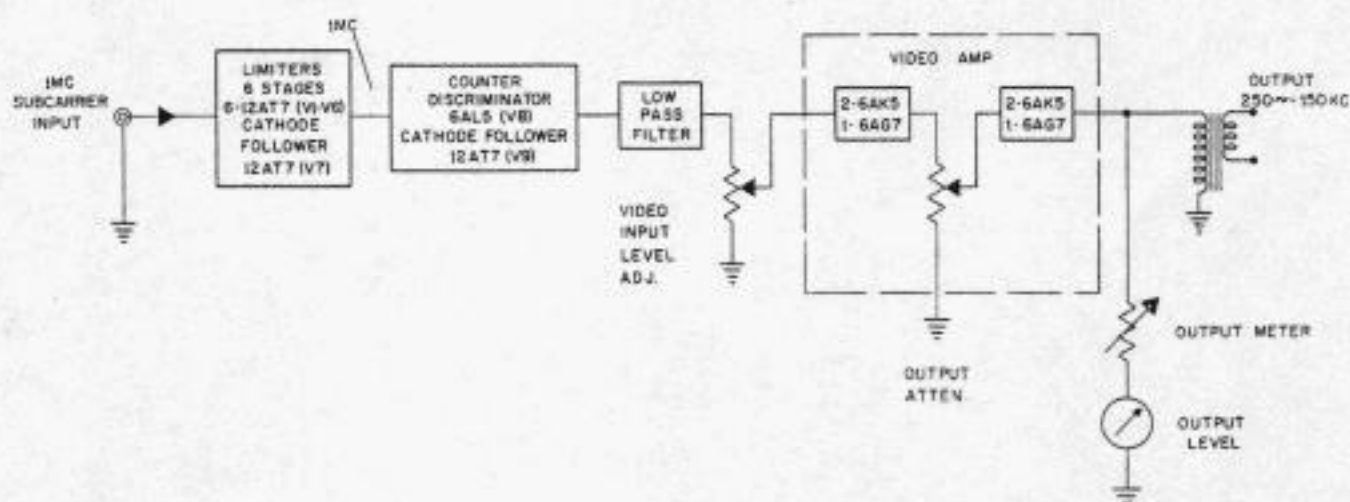 1MC
SUBCARRIER
INPUT
LIMITERS
6 STAGES
6-12AT7 (V1-V6)
CATHODE
FOLLOWER
12AT7 (V7)
1MC
COUNTER
DISCRIMINATOR
6AL5 (V8)
CATHODE FOLLOWER
12AT7 (V9)
LOW
PASS
FILTER
VIDEO
INPUT
LEVEL
ADJ.
VIDEO AMP
2-6AK5
1-6AG7
2-6AK5
1-6AG7
OUTPUT
ATTEN.
OUTPUT
250~-150KC
OUTPUT METER
OUTPUT
LEVEL